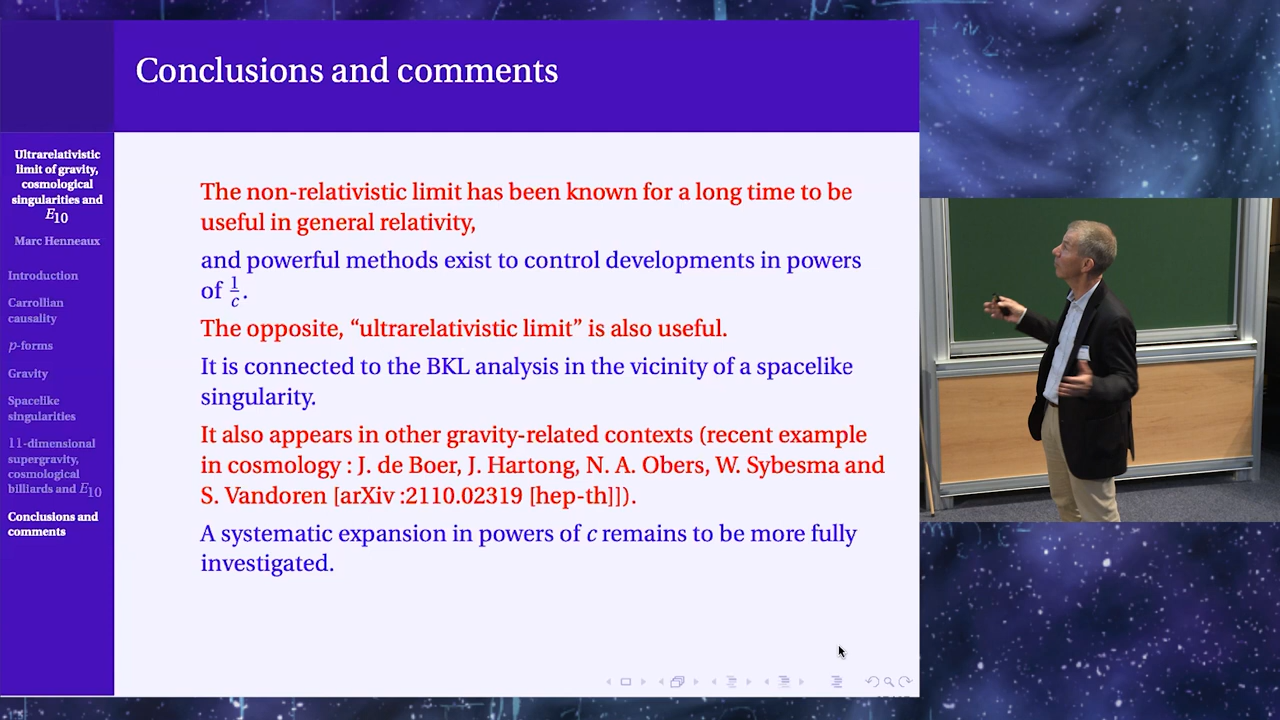 Conclusions and comments
Ultrarelativistic
limit of gravity,
cosmological
singularities and
E10
Marc Henneaux
Introduction
Carrollian
causality
p-forms
Gravity
Spacelike
singularities
11-dimensional
supergravity,
cosmological
billiards and E10
Conclusions and
comments
The non-relativistic limit has been known for a long time to be
useful in general relativity,
and powerful methods exist to control developments in powers
of 1/c.
The opposite, “ultrarelativistic limit” is also useful.
It is connected to the BKL analysis in the vicinity of a spacelike
singularity.
It also appears in other gravity-related contexts (recent example
in cosmology : J. de Boer, J. Hartong, N. A. Obers, W. Sybesma and
S. Vandoren [arXiv :2110.02319 [hep-th]]).
A systematic expansion in powers of c remains to be more fully
investigated.